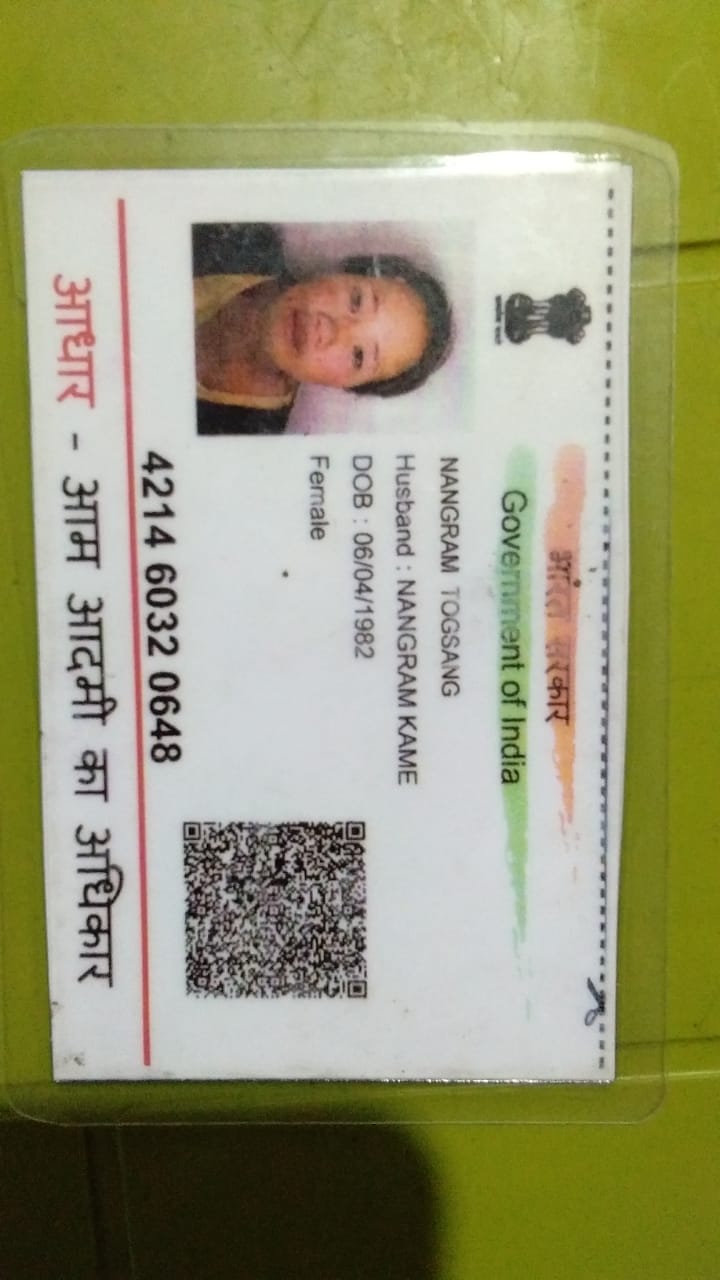 भारत सरकार
Government of India
NANGRAM TOGSANG
Husband : NANGRAM KAME
DOB : 06/04/1982
Female
4214 6032 0648
आधार - आम आदमी का अधिकार